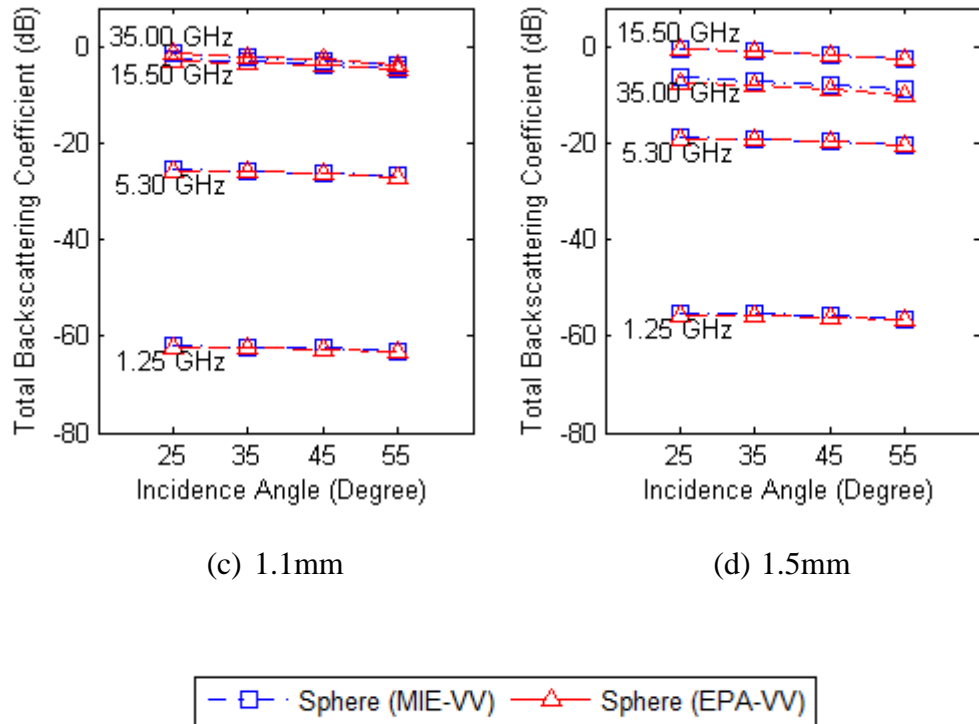 Total Backscattering Coefficient (dB)
0
-20
-40
-60
-80
35.00 GHz
15.50 GHz
5.30 GHz
1.25 GHz
25 35 45 55
Incidence Angle (Degree)
(c) 1.1mm
Total Backscattering Coefficient (dB)
0
-20
-40
-60
-80
15.50 GHz
35.00 GHz
5.30 GHz
1.25 GHz
25 35 45 55
Incidence Angle (Degree)
(d) 1.5mm
Sphere (MIE-VV) Sphere (EPA-VV)